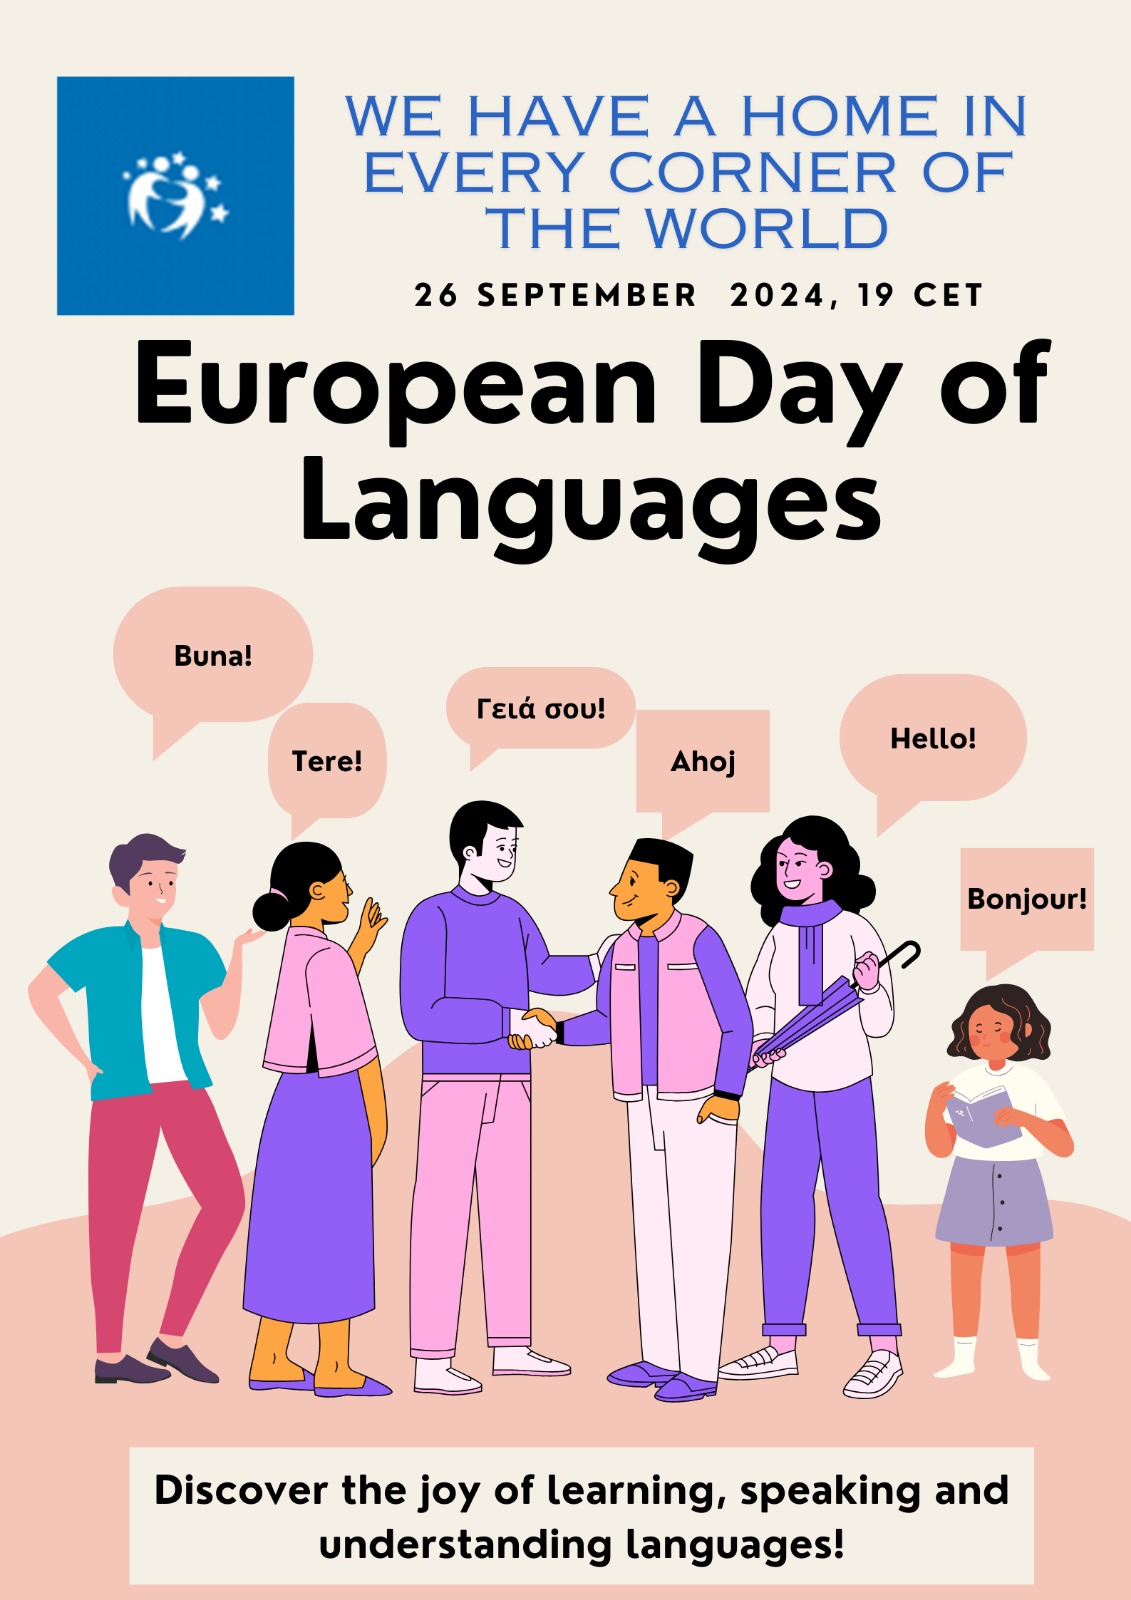 WE HAVE A HOME IN
EVERY CORNER OF
THE WORLD
26 SEPTEMBER 2024, 19 CET
European Day of
Languages
Buna!
Tere!
Γειά σου!
Ahoj
Hello!
Bonjour!
Discover the joy of learning, speaking and
understanding languages!